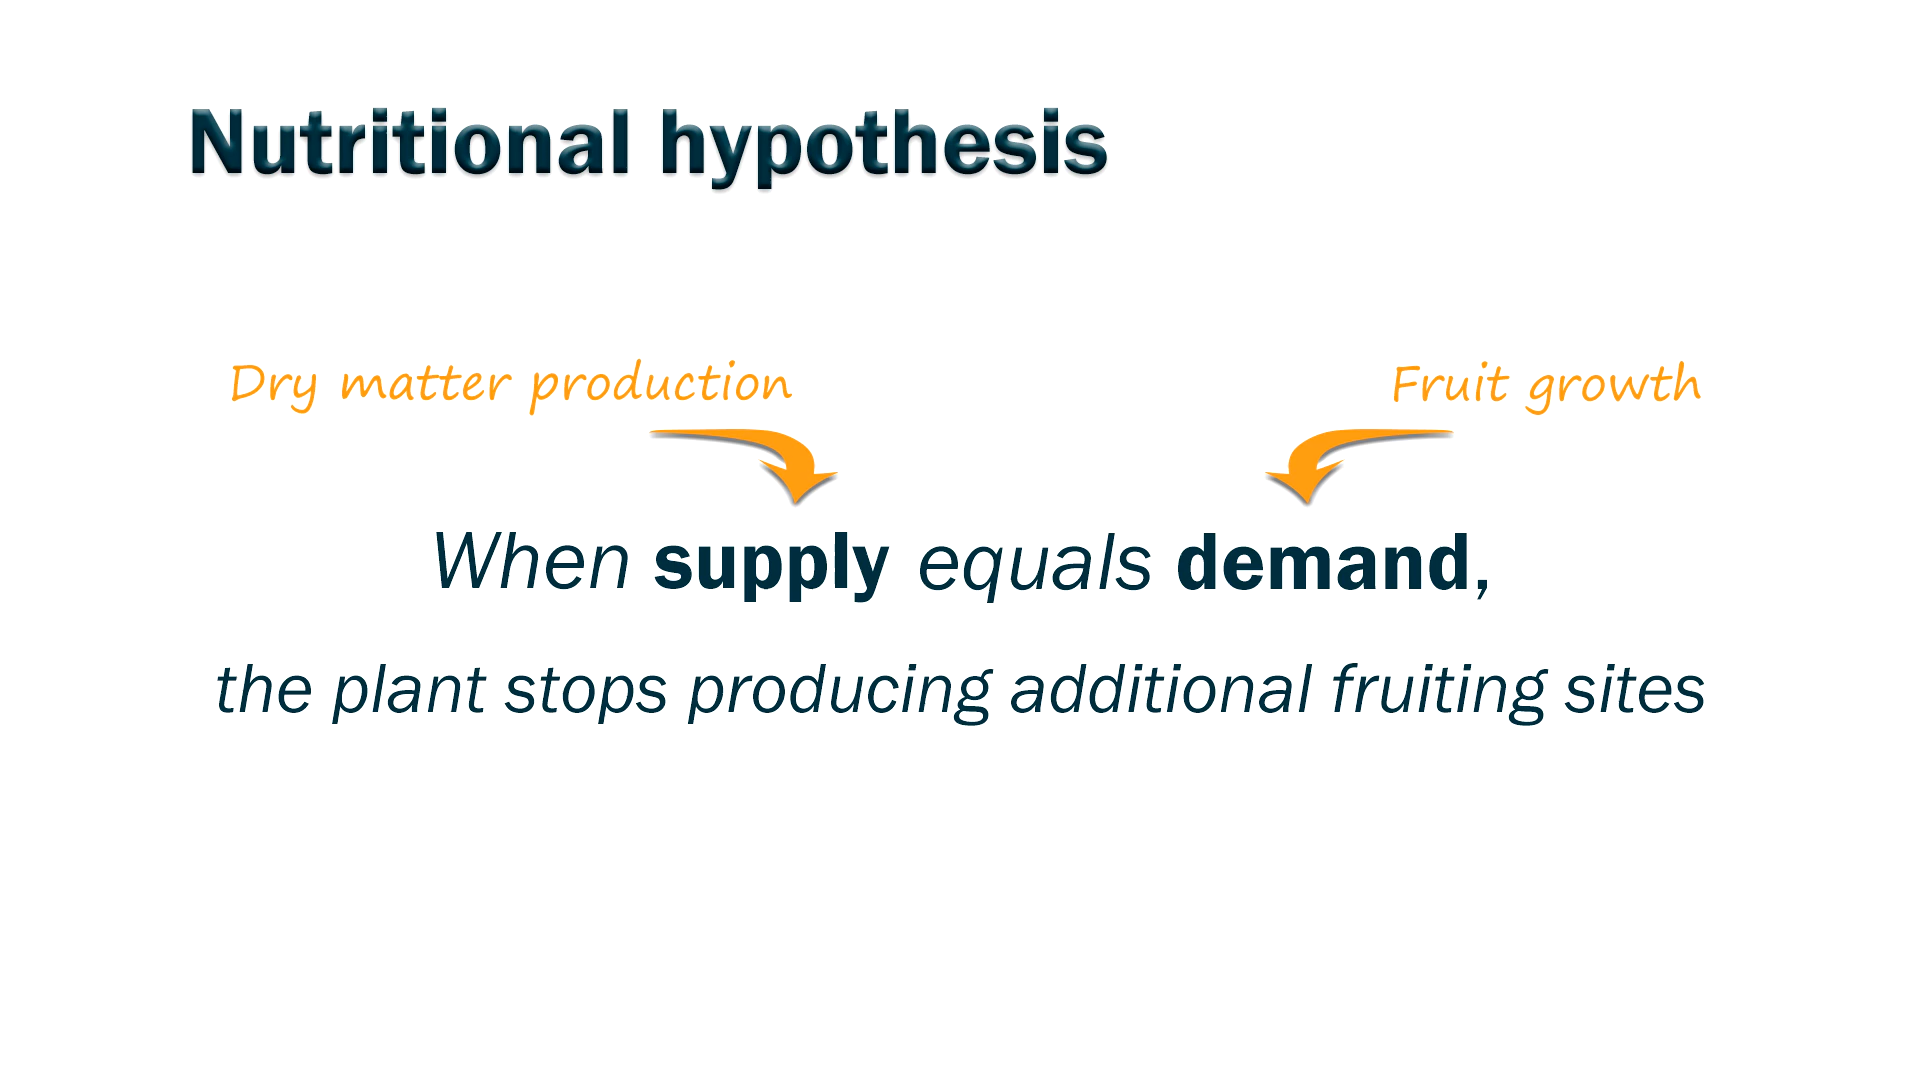 Nutritional hypothesis
Dry matter production
Fruit growth
When supply equals demand,
the plant stops producing additional fruiting sites